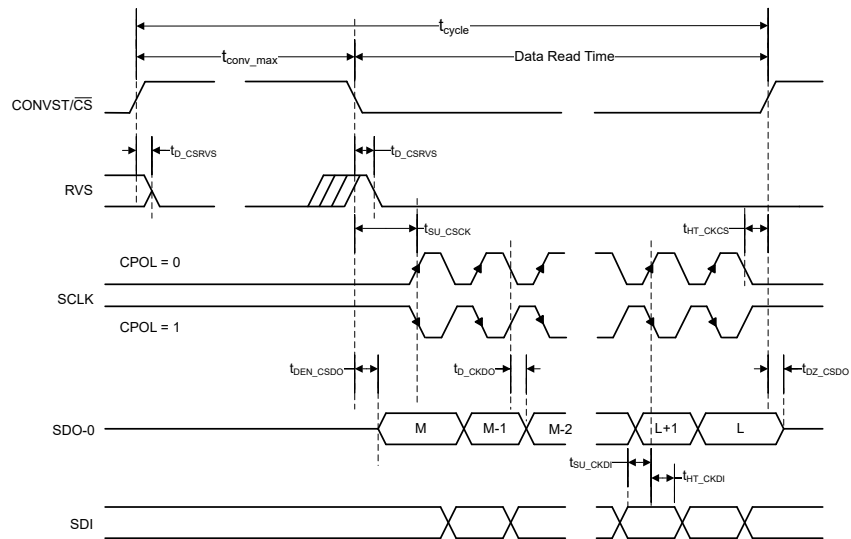 tcycle
tconv_max
Data Read Time
CONVST/CS
tD_CSRVS
tD_CSRVS
RVS
tSU_CSCK
tHT_CKCS
CPOL = 0
SCLK
CPOL = 1
tDEN_CSDO
tD_CKDO
tDZ_CSDO
SDO-0
M
M-1
M-2
L+1
L
tSU_CKDI
tHT_CKDI
SDI